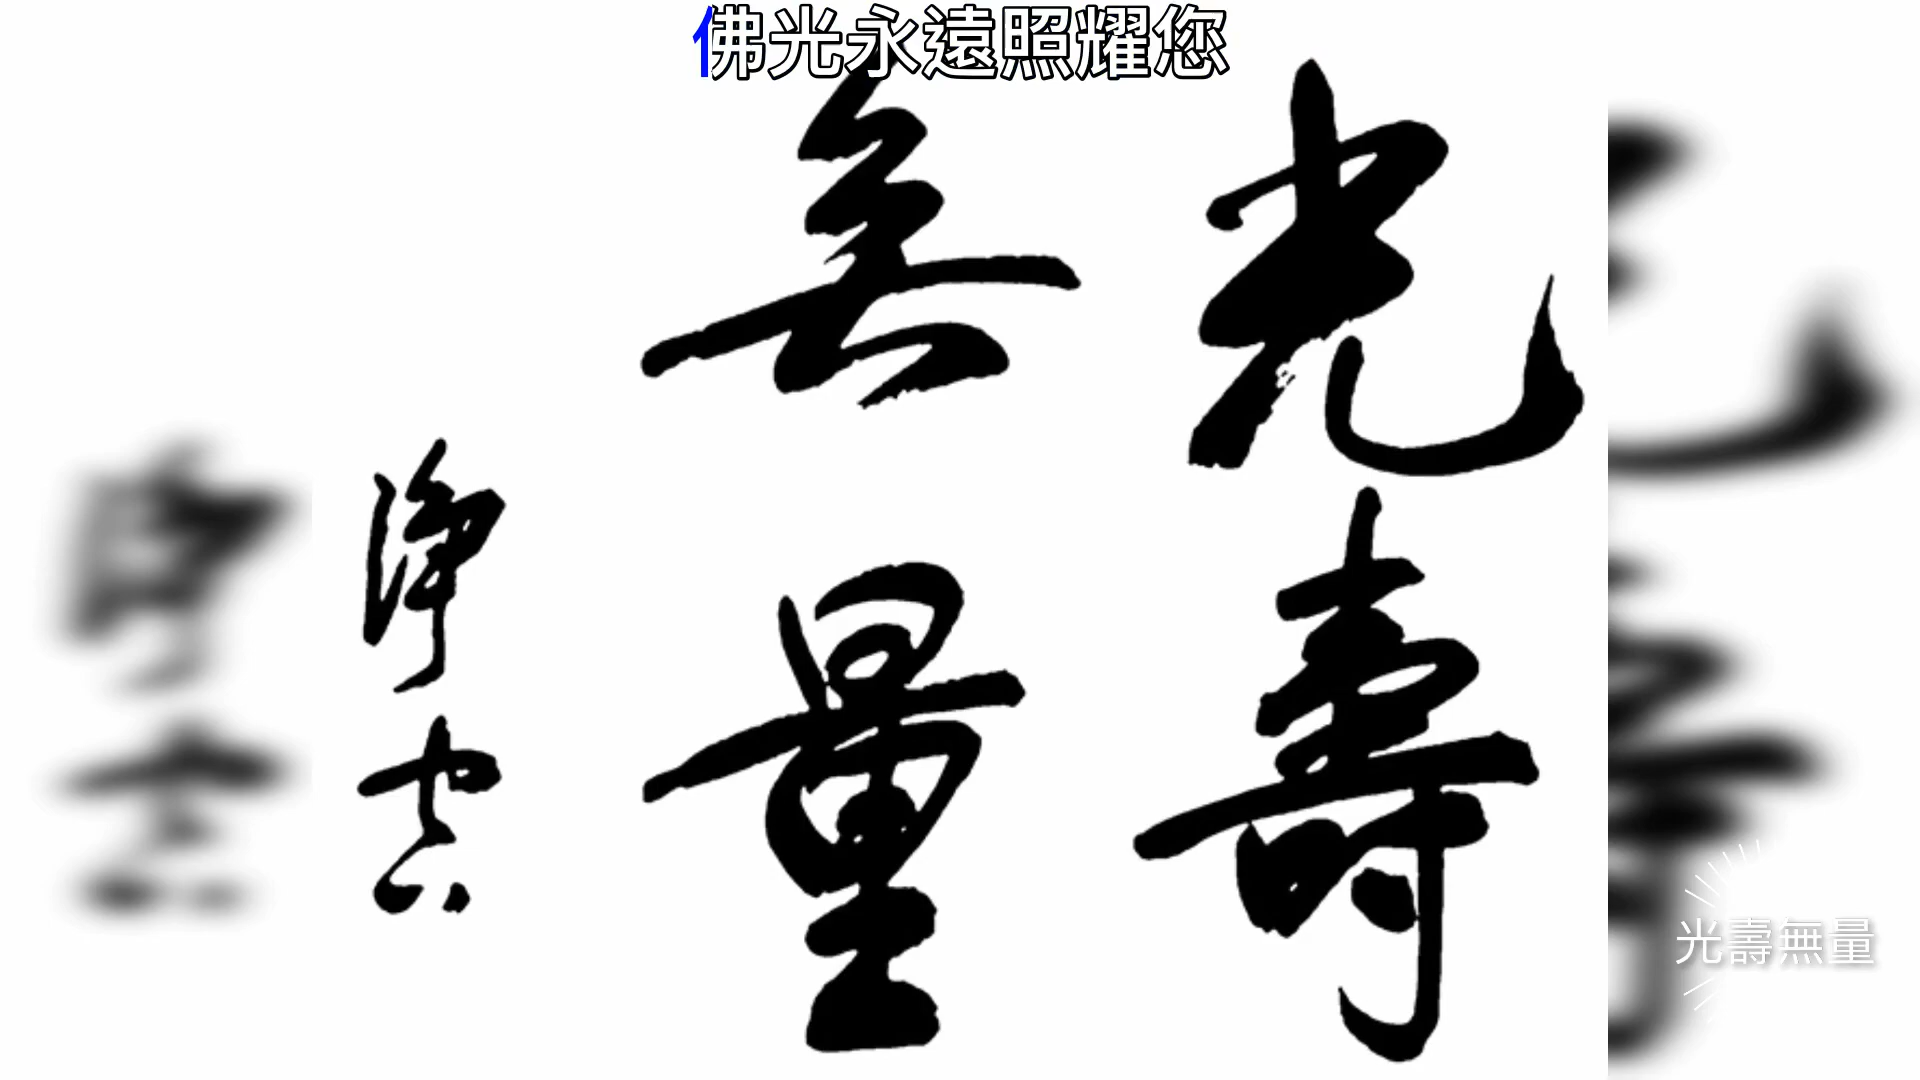 佛光永遠照耀您
光壽
無量
淨空
光壽無量